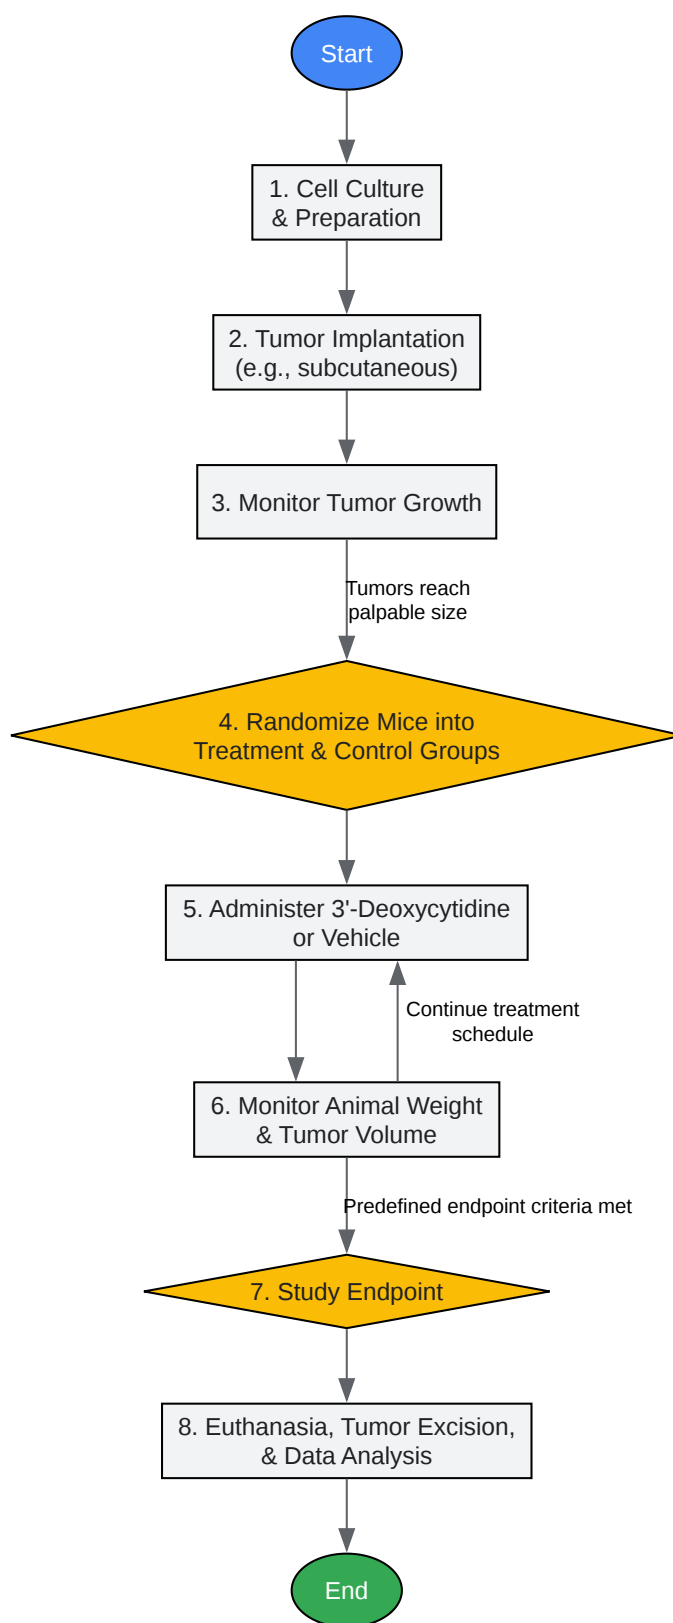 Start
1. Cell Culture
& Preparation
2. Tumor Implantation
(e.g., subcutaneous)
3. Monitor Tumor Growth
Tumors reach
palpable size
4. Randomize Mice into
Treatment & Control Groups
5. Administer 3'-Deoxycytidine
or Vehicle
Continue treatment
schedule
6. Monitor Animal Weight
& Tumor Volume
Predefined endpoint criteria met
7. Study Endpoint
8. Euthanasia, Tumor Excision,
& Data Analysis
End